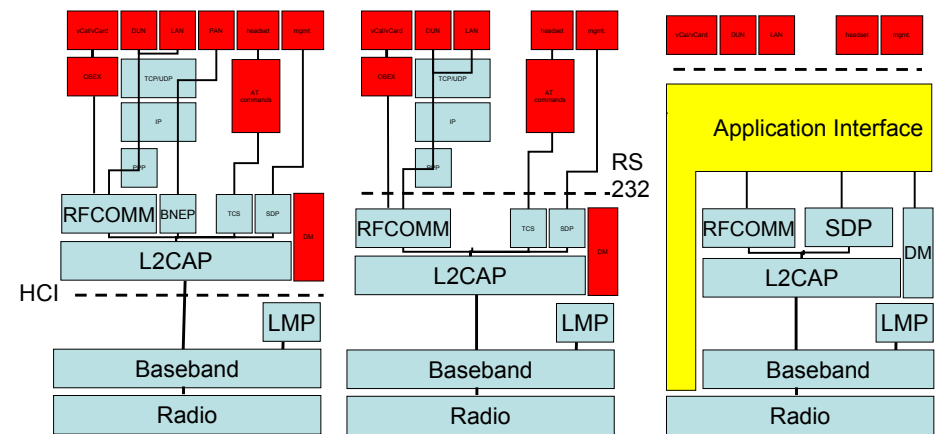 vCal/vCard
DUN
LAN
PAN
headset
mgmt.
OBEX
TCP/UDP
AT
commands
IP
PPP
RFCOMM
BNEP
TCS
SDP
DM
L2CAP
HCI
LMP
Baseband
Radio
vCal/vCard
DUN
LAN
headset
mgmt.
OBEX
TCP/UDP
AT
commands
IP
PPP
RS
232
RFCOMM
TCS
SDP
DM
L2CAP
LMP
Baseband
Radio
vCal/vCard
DUN
LAN
headset
mgmt.
Application Interface
RFCOMM
SDP
DM
L2CAP
LMP
Baseband
Radio